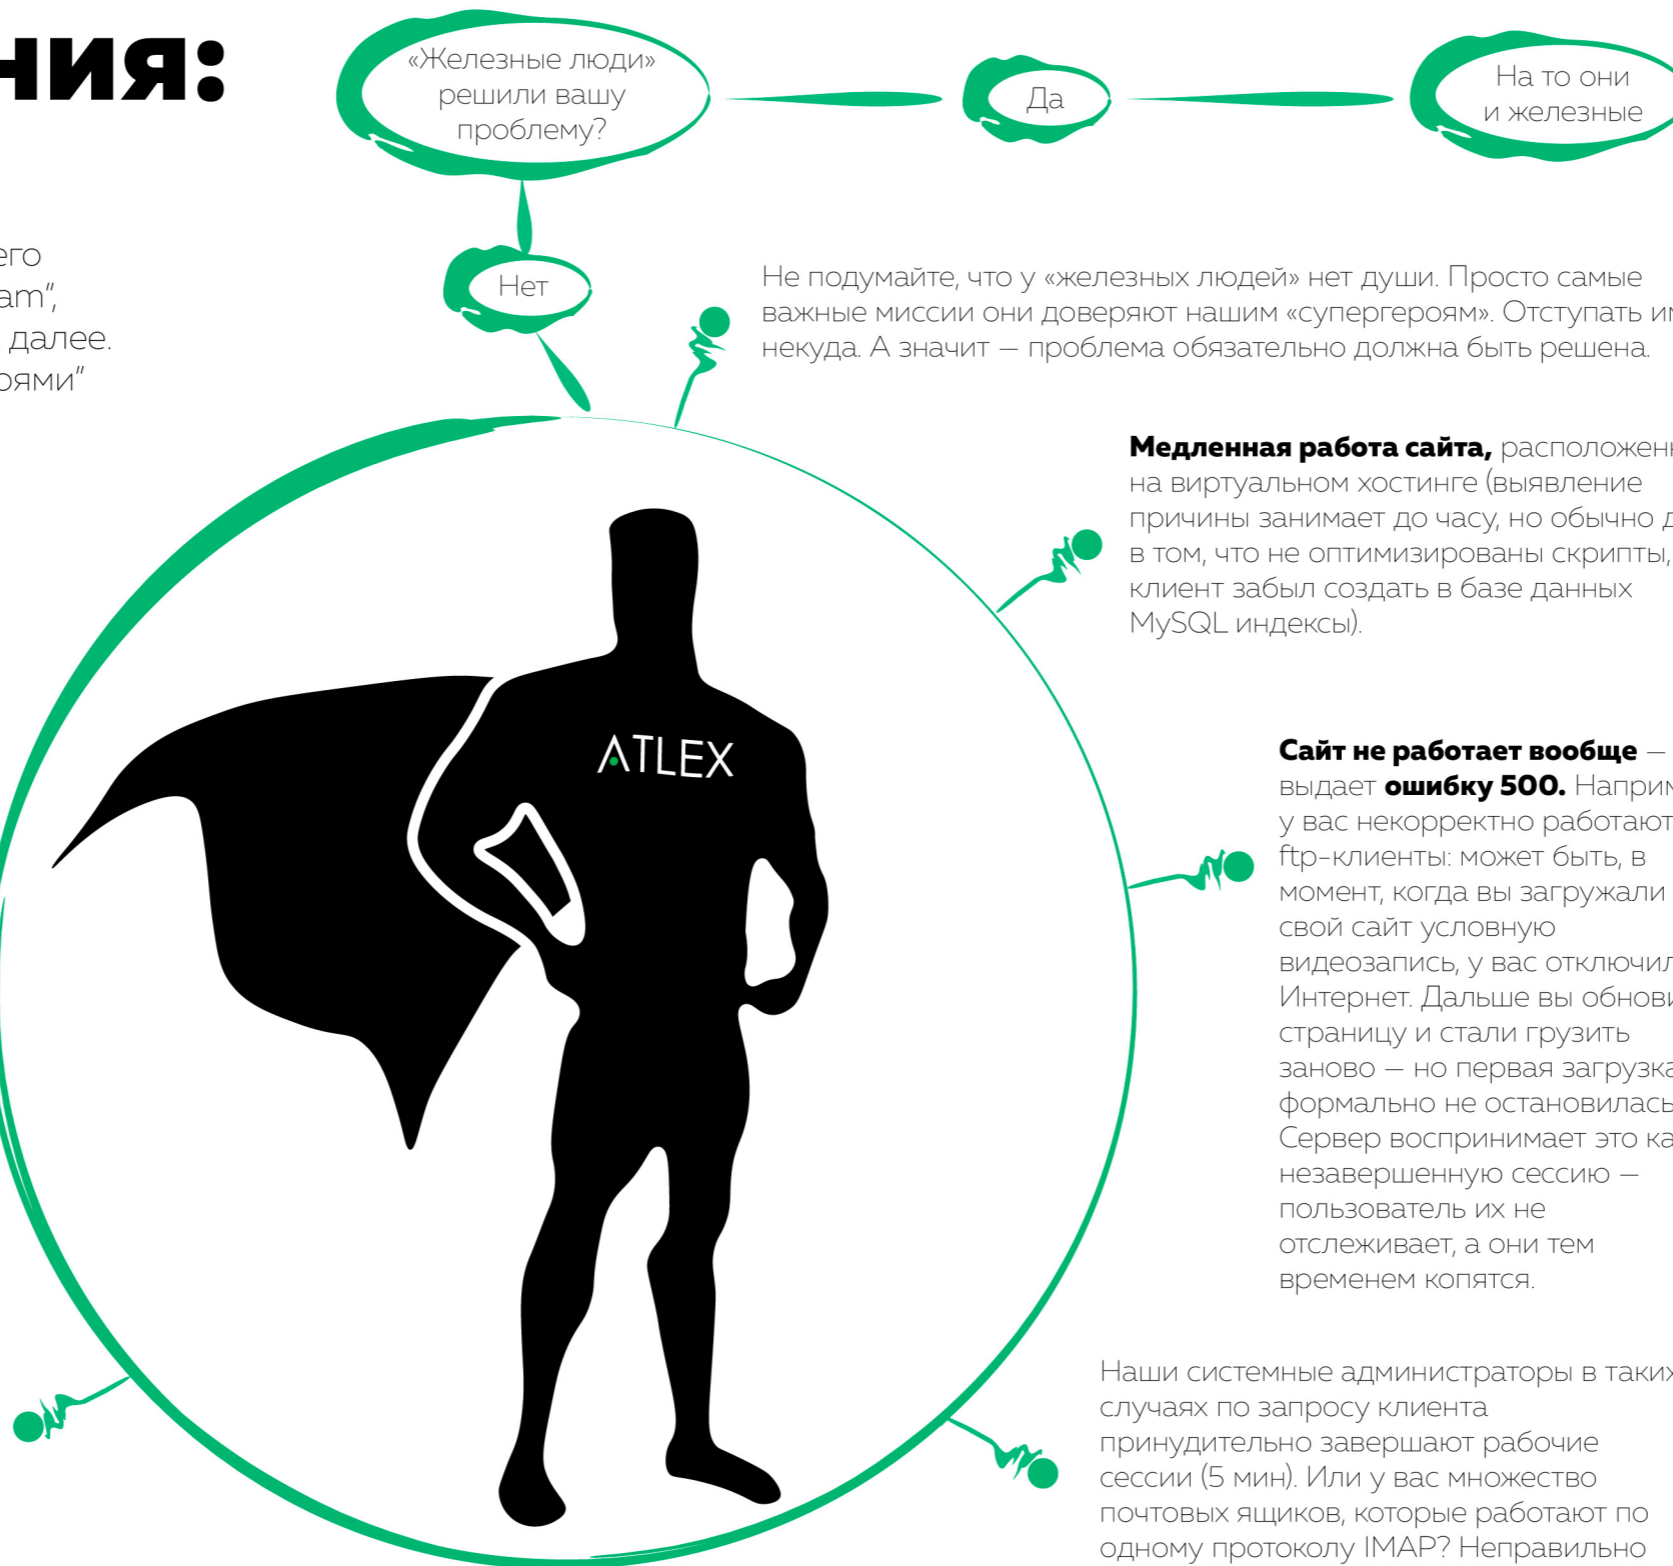 ния:
«Железные люди»
решили вашу
проблему?
Да
На то они
и железные
его
am”,
далее.
оями”
Нет
Не подумайте, что у «железных людей» нет души. Просто самые
важные миссии они доверяют нашим «супергероям». Отступать им
некуда. А значит — проблема обязательно должна быть решена.
Медленная работа сайта, расположенн
на виртуальном хостинге (выявление
причины занимает до часу, но обычно д
в том, что не оптимизированы скрипты,
клиент забыл создать в базе данных
MySQL индексы).
ATLEX
Сайт не работает вообще —
выдает ошибку 500. Наприм
у вас некорректно работают
ftp-клиенты: может быть, в
момент, когда вы загружали
свой сайт условную
видеозапись, у вас отключил
Интернет. Дальше вы обнови
страницу и стали грузить
заново — но первая загрузка
формально не остановилась
Сервер воспринимает это ка
незавершенную сессию —
пользователь их не
отслеживает, а они тем
временем копятся.
Наши системные администраторы в таких
случаях по запросу клиента
принудительно завершают рабочие
сессии (5 мин). Или у вас множество
почтовых ящиков, которые работают по
одному протоколу IMAP? Неправильно